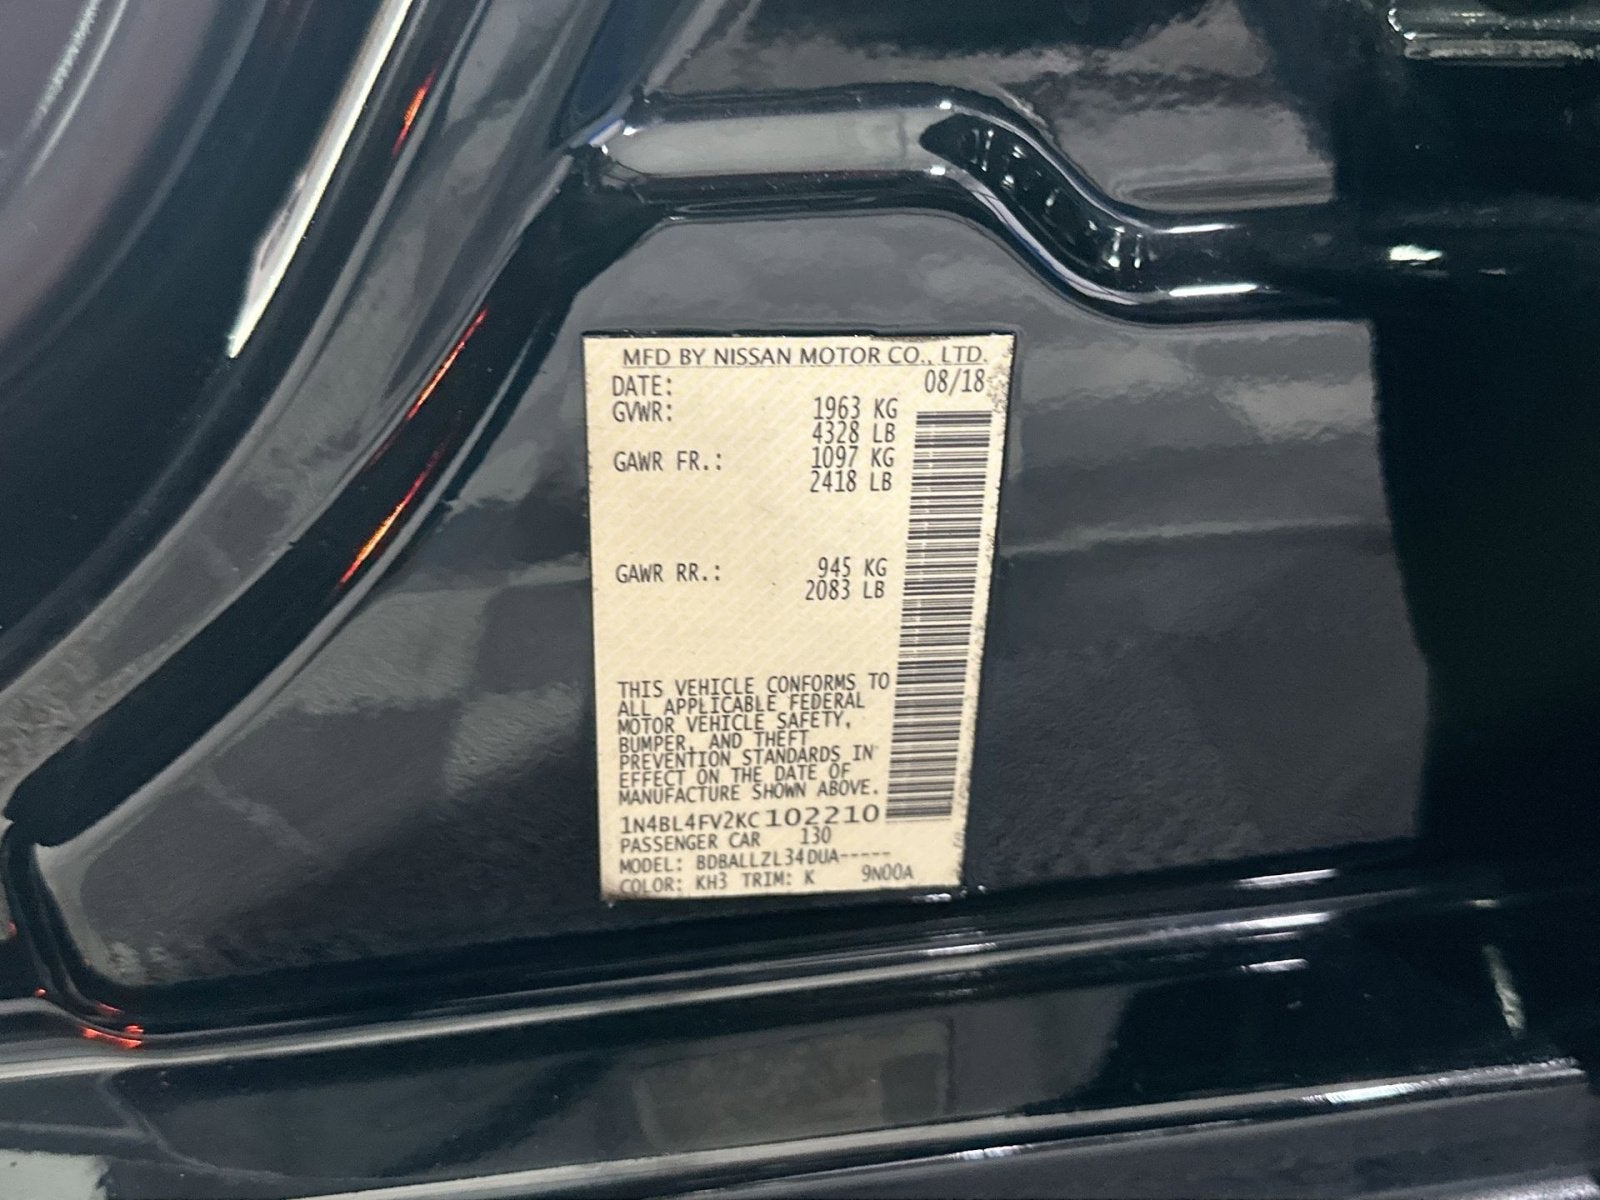 MFD BY NISSAN MOTOR CO., LTD.
DATE: 08/18
GVWR: 1963 KG
4328 LB
GAWR FR.: 1097 KG
2418 LB
GAWR RR.: 945 KG
2083 LB
THIS VEHICLE CONFORMS TO
ALL APPLICABLE FEDERAL
MOTOR VEHICLE SAFETY,
BUMPER, AND THEFT
PREVENTION STANDARDS IN
EFFECT ON THE DATE OF
MANUFACTURE SHOWN ABOVE.
1N4BL4FV2KC102210
PASSENGER CAR 130
MODEL: BDBALLZL34DUA-----
COLOR: KH3 TRIM: K 9N00A